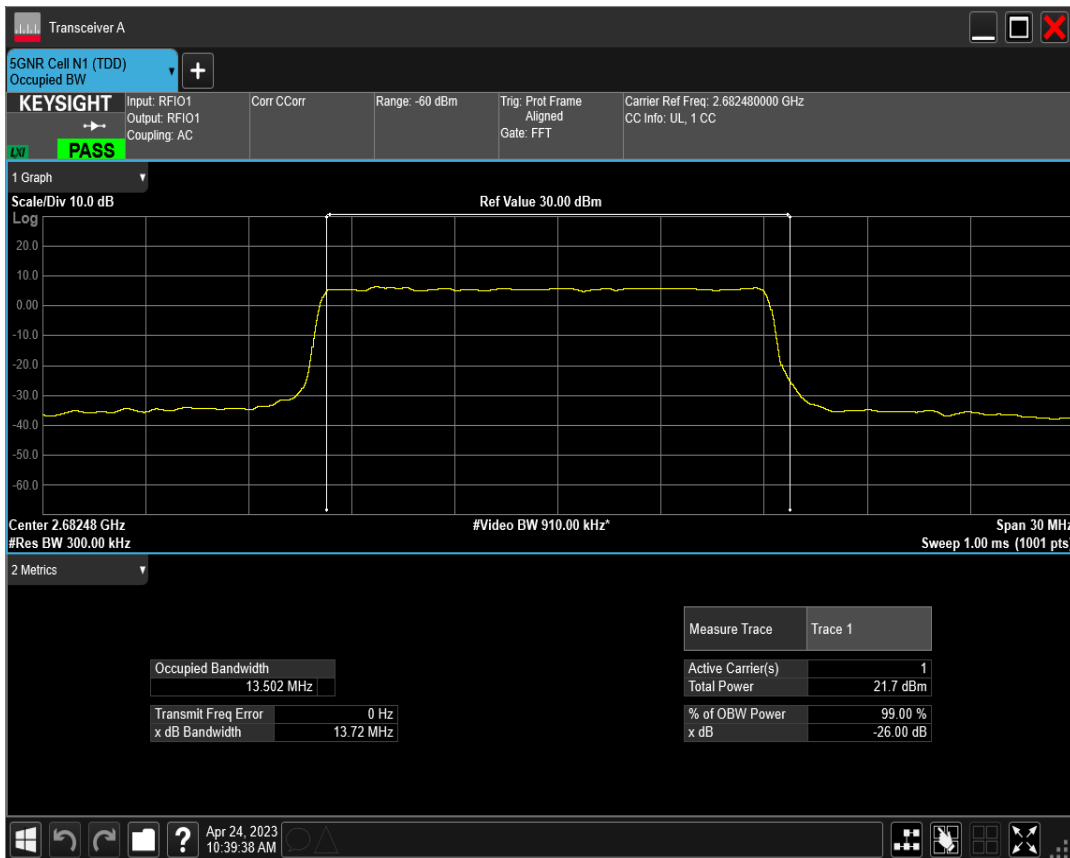 Transceiver A
5GNR Cell N1 (TDD)
Occupied BW
+
KEYSIGHT
LXI
PASS
Input: RFIO1
Output: RFIO1
Coupling: AC
Corr CCorr
Range: -60 dBm
Trig: Prot Frame
Aligned
Gate: FFT
Carrier Ref Freq: 2.682480000 GHz
CC Info: UL, 1 CC
1 Graph
Scale/Div 10.0 dB
Ref Value 30.00 dBm
Log
20.0
10.0
0.00
-10.0
-20.0
-30.0
-40.0
-50.0
-60.0
Center 2.68248 GHz
#Video BW 910.00 kHz*
Span 30 MHz
#Res BW 300.00 kHz
Sweep 1.00 ms (1001 pts)
2 Metrics
Measure Trace Trace 1
Occupied Bandwidth
13.502 MHz
Active Carrier(s) 1
Total Power 21.7 dBm
Transmit Freq Error 0 Hz
x dB Bandwidth 13.72 MHz
% of OBW Power 99.00 %
x dB -26.00 dB
?
Apr 24, 2023
10:39:38 AM